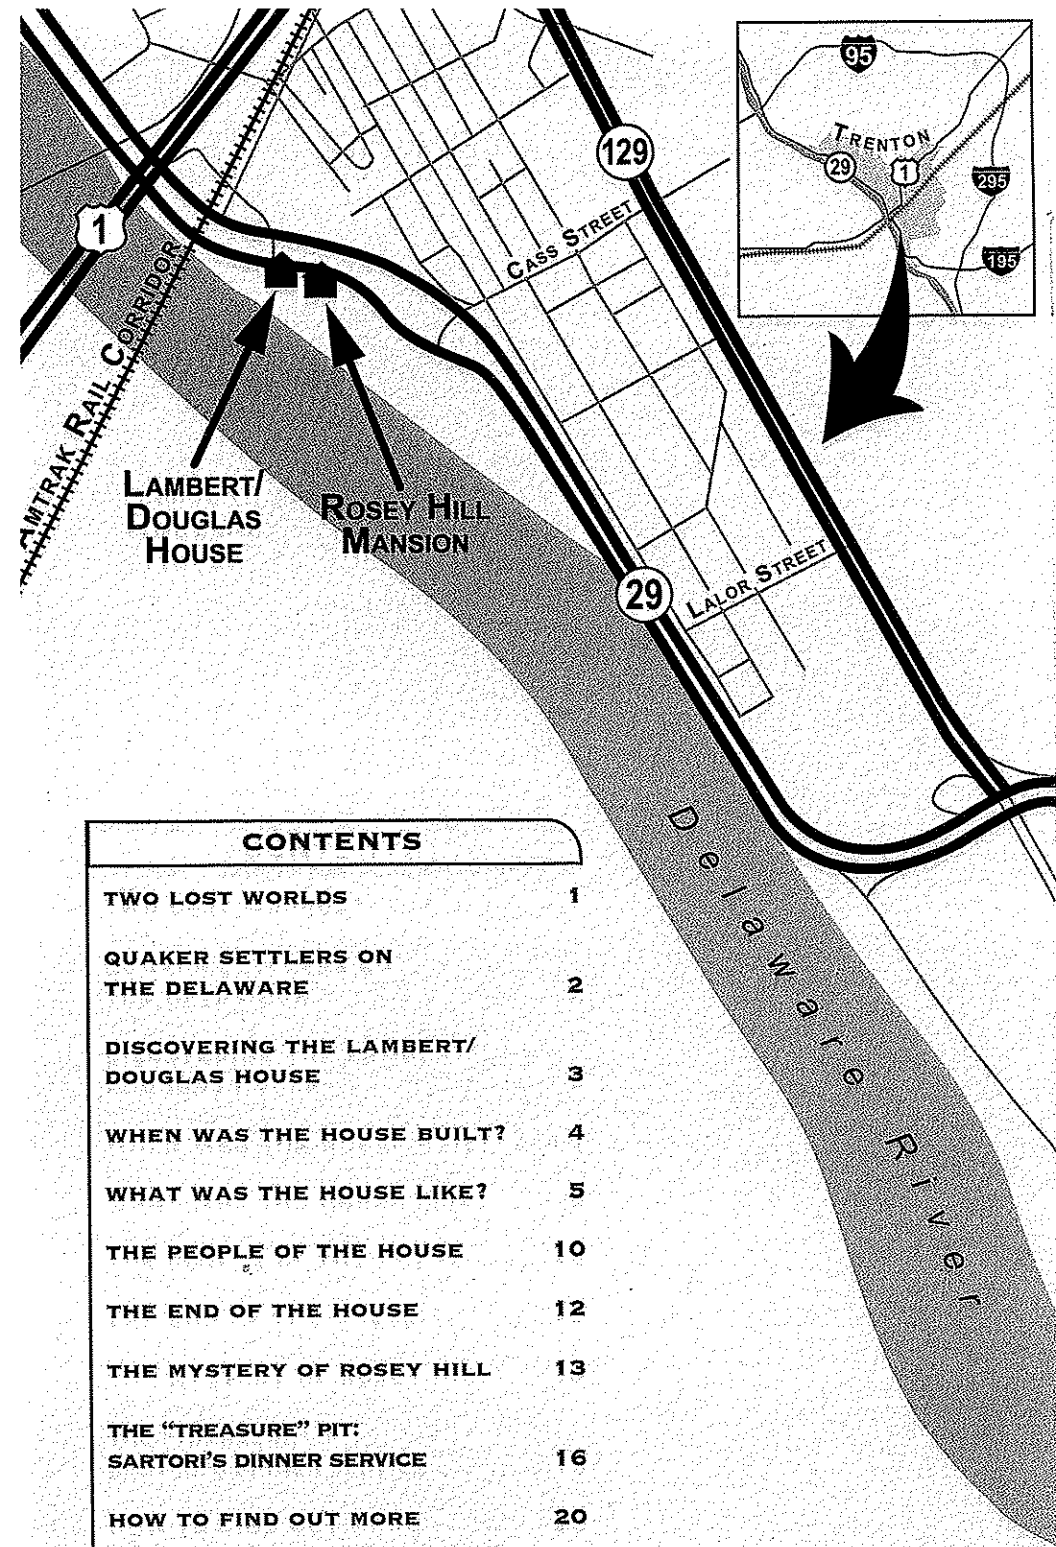 95
TRENTON
29
1
295
195
129
1
CASS STREET
AMTRAK RAIL CORRIDOR
LAMBERT/
DOUGLAS
HOUSE
ROSEY HILL
MANSION
29
LALOR STREET
Delaware River
CONTENTS
TWO LOST WORLDS 1
QUAKER SETTLERS ON
THE DELAWARE 2
DISCOVERING THE LAMBERT/
DOUGLAS HOUSE 3
WHEN WAS THE HOUSE BUILT? 4
WHAT WAS THE HOUSE LIKE? 5
THE PEOPLE OF THE HOUSE 10
THE END OF THE HOUSE 12
THE MYSTERY OF ROSEY HILL 13
THE “TREASURE” PIT:
SARTORI’S DINNER SERVICE 16
HOW TO FIND OUT MORE 20